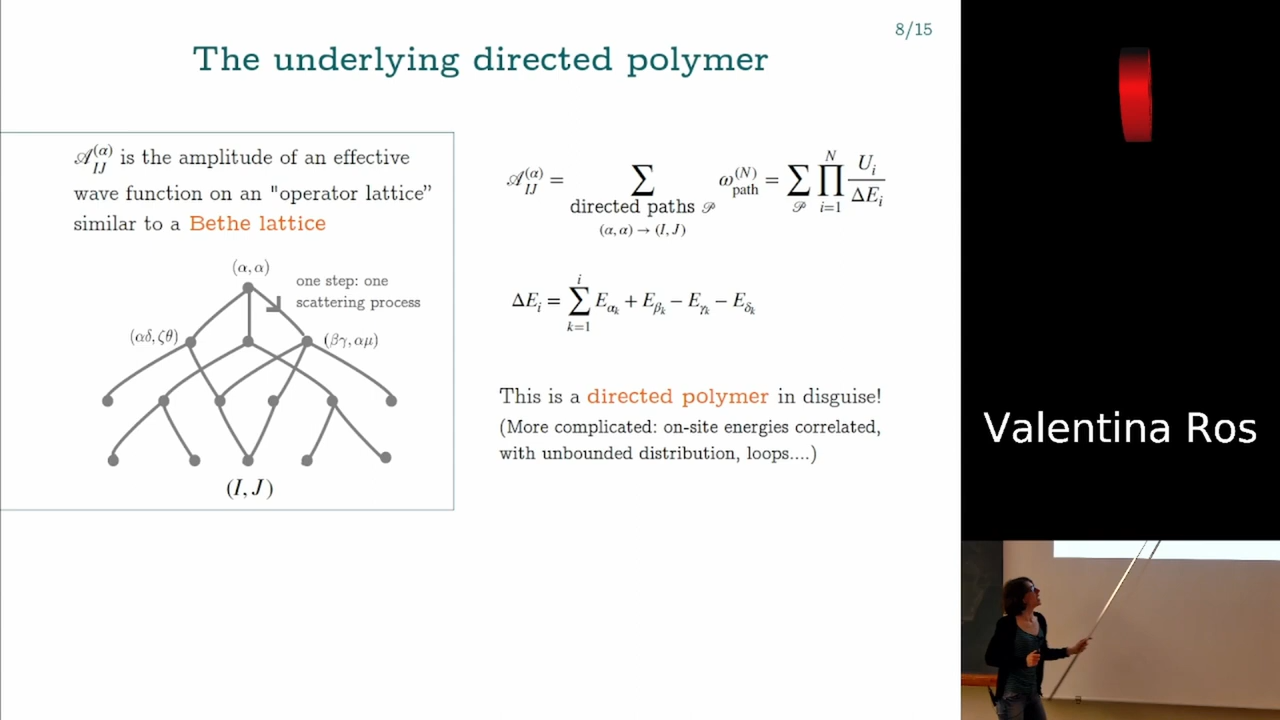 8/15
The underlying directed polymer
𝒜_{IJ}^{(α)} is the amplitude of an effective
wave function on an "operator lattice”
similar to a Bethe lattice
(α, α)
one step: one
scattering process
(αδ, ζθ)
(βγ, αμ)
(I, J)
𝒜_{IJ}^{(α)} = ∑_{directed paths 𝒫 (α, α) → (I, J)} ω_{path}^{(N)} = ∑_{𝒫} ∏_{i=1}^{N} U_i / ΔE_i
ΔE_i = ∑_{k=1}^{i} E_{α_k} + E_{β_k} − E_{γ_k} − E_{δ_k}
This is a directed polymer in disguise!
(More complicated: on-site energies correlated,
with unbounded distribution, loops....)
Valentina Ros